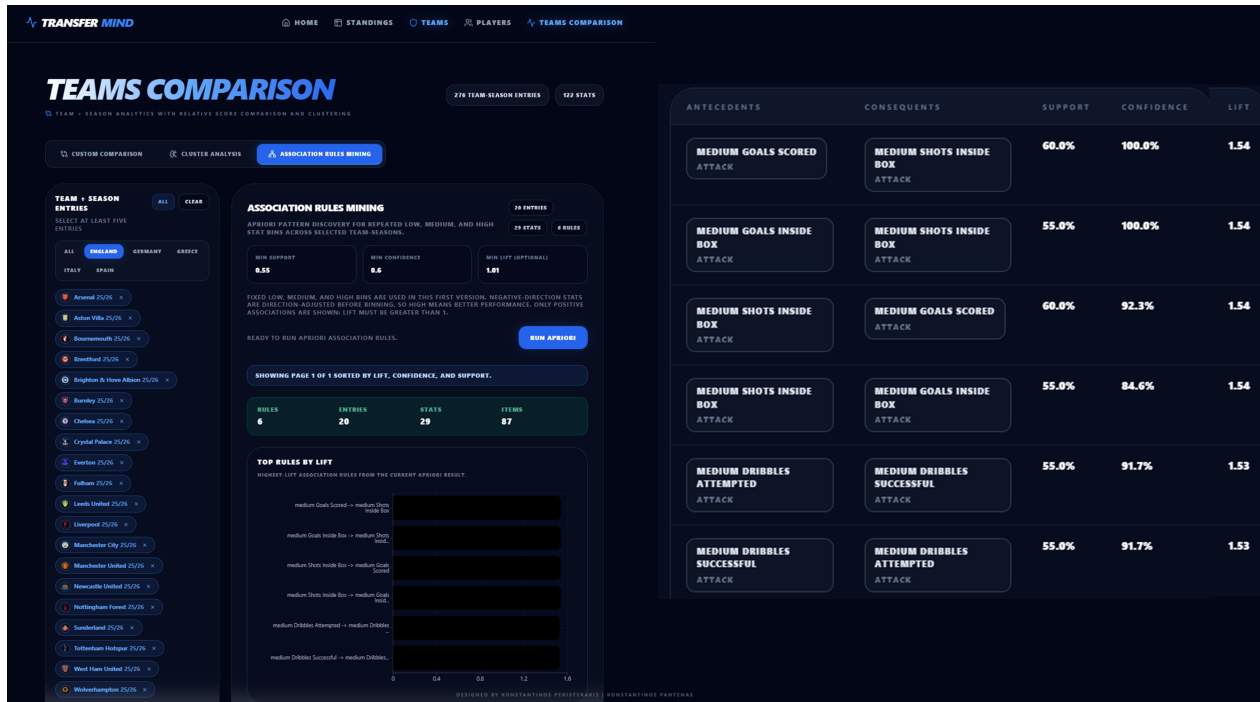 TRANSFER MIND
HOME STANDINGS TEAMS PLAYERS TEAMS COMPARISON
TEAMS COMPARISON
TEAM + SEASON ANALYTICS WITH RELATIVE SCORE COMPARISON AND CLUSTERING
276 TEAM-SEASON ENTRIES 122 STATS
CUSTOM COMPARISON CLUSTER ANALYSIS ASSOCIATION RULES MINING
TEAM + SEASON
ENTRIES
ALL CLEAR
SELECT AT LEAST FIVE
ENTRIES
ALL ENGLAND GERMANY GREECE
ITALY SPAIN
Arsenal 25/26 ×
Aston Villa 25/26 ×
Bournemouth 25/26 ×
Brentford 25/26 ×
Brighton & Hove Albion 25/26 ×
Burnley 25/26 ×
Chelsea 25/26 ×
Crystal Palace 25/26 ×
Everton 25/26 ×
Fulham 25/26 ×
Leeds United 25/26 ×
Liverpool 25/26 ×
Manchester City 25/26 ×
Manchester United 25/26 ×
Newcastle United 25/26 ×
Nottingham Forest 25/26 ×
Sunderland 25/26 ×
Tottenham Hotspur 25/26 ×
West Ham United 25/26 ×
Wolverhampton 25/26 ×
ASSOCIATION RULES MINING
APRIORI PATTERN DISCOVERY FOR REPEATED LOW, MEDIUM, AND HIGH
STAT BINS ACROSS SELECTED TEAM-SEASONS.
20 ENTRIES
29 STATS 6 RULES
MIN SUPPORT MIN CONFIDENCE MIN LIFT (OPTIONAL)
0.55 0.6 1.01
FIXED LOW, MEDIUM, AND HIGH BINS ARE USED IN THIS FIRST VERSION. NEGATIVE-DIRECTION STATS
ARE DIRECTION-ADJUSTED BEFORE BINNING, SO HIGH MEANS BETTER PERFORMANCE. ONLY POSITIVE
ASSOCIATIONS ARE SHOWN: LIFT MUST BE GREATER THAN 1.
READY TO RUN APRIORI ASSOCIATION RULES. RUN APRIORI
SHOWING PAGE 1 OF 1 SORTED BY LIFT, CONFIDENCE, AND SUPPORT.
RULES ENTRIES STATS ITEMS
6 20 29 87
TOP RULES BY LIFT
HIGHEST-LIFT ASSOCIATION RULES FROM THE CURRENT APRIORI RESULT.
medium Goals Scored -> medium Shots
Inside Box
medium Goals Inside Box -> medium Shots
Insid...
medium Shots Inside Box -> medium Goals
Scored
medium Shots Inside Box -> medium Goals
Insid...
medium Dribbles Attempted -> medium Dribbles
...
medium Dribbles Successful -> medium Dribbles...
0 0.4 0.8 1.2 1.6
DESIGNED BY KONSTANTINOS PERISTERAKIS | KONSTANTINOS PANTENAS
ANTECEDENTS CONSEQUENTS SUPPORT CONFIDENCE LIFT
MEDIUM GOALS SCORED
ATTACK
MEDIUM SHOTS INSIDE
BOX
ATTACK
60.0% 100.0% 1.54
MEDIUM GOALS INSIDE
BOX
ATTACK
MEDIUM SHOTS INSIDE
BOX
ATTACK
55.0% 100.0% 1.54
MEDIUM SHOTS INSIDE
BOX
ATTACK
MEDIUM GOALS SCORED
ATTACK
60.0% 92.3% 1.54
MEDIUM SHOTS INSIDE
BOX
ATTACK
MEDIUM GOALS INSIDE
BOX
ATTACK
55.0% 84.6% 1.54
MEDIUM DRIBBLES
ATTEMPTED
ATTACK
MEDIUM DRIBBLES
SUCCESSFUL
ATTACK
55.0% 91.7% 1.53
MEDIUM DRIBBLES
SUCCESSFUL
ATTACK
MEDIUM DRIBBLES
ATTEMPTED
ATTACK
55.0% 91.7% 1.53